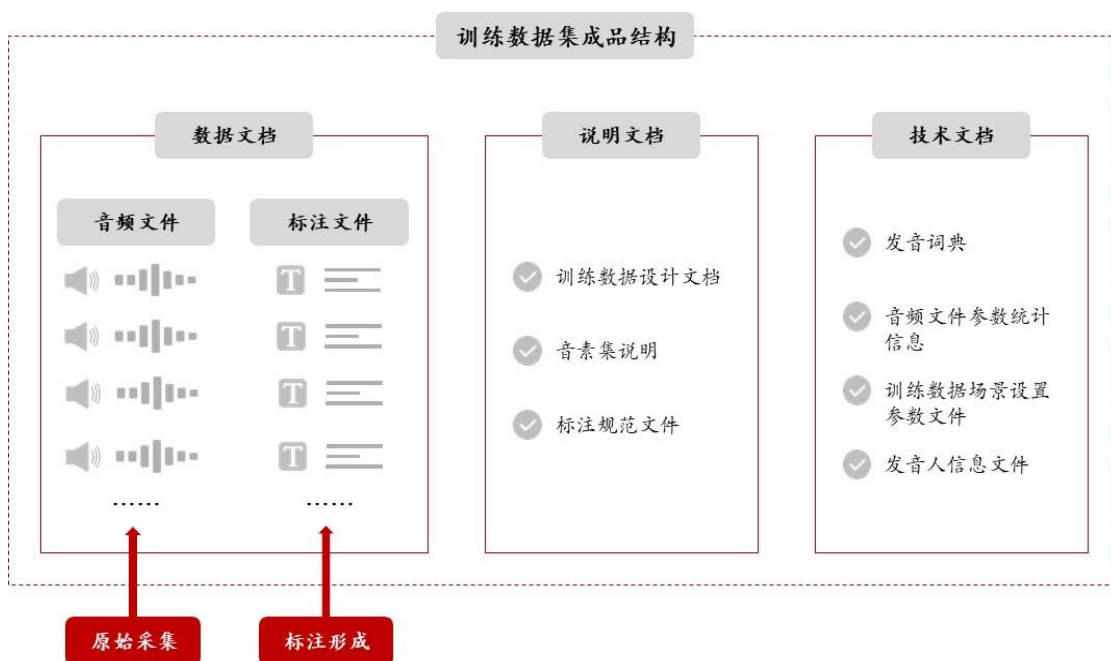 训练数据集成品结构
数据文档
音频文件
标注文件
T
T
T
T
……
……
原始采集
标注形成
说明文档
训练数据设计文档
音素集说明
标注规范文件
技术文档
发音词典
音频文件参数统计
信息
训练数据场景设置
参数文件
发音人信息文件